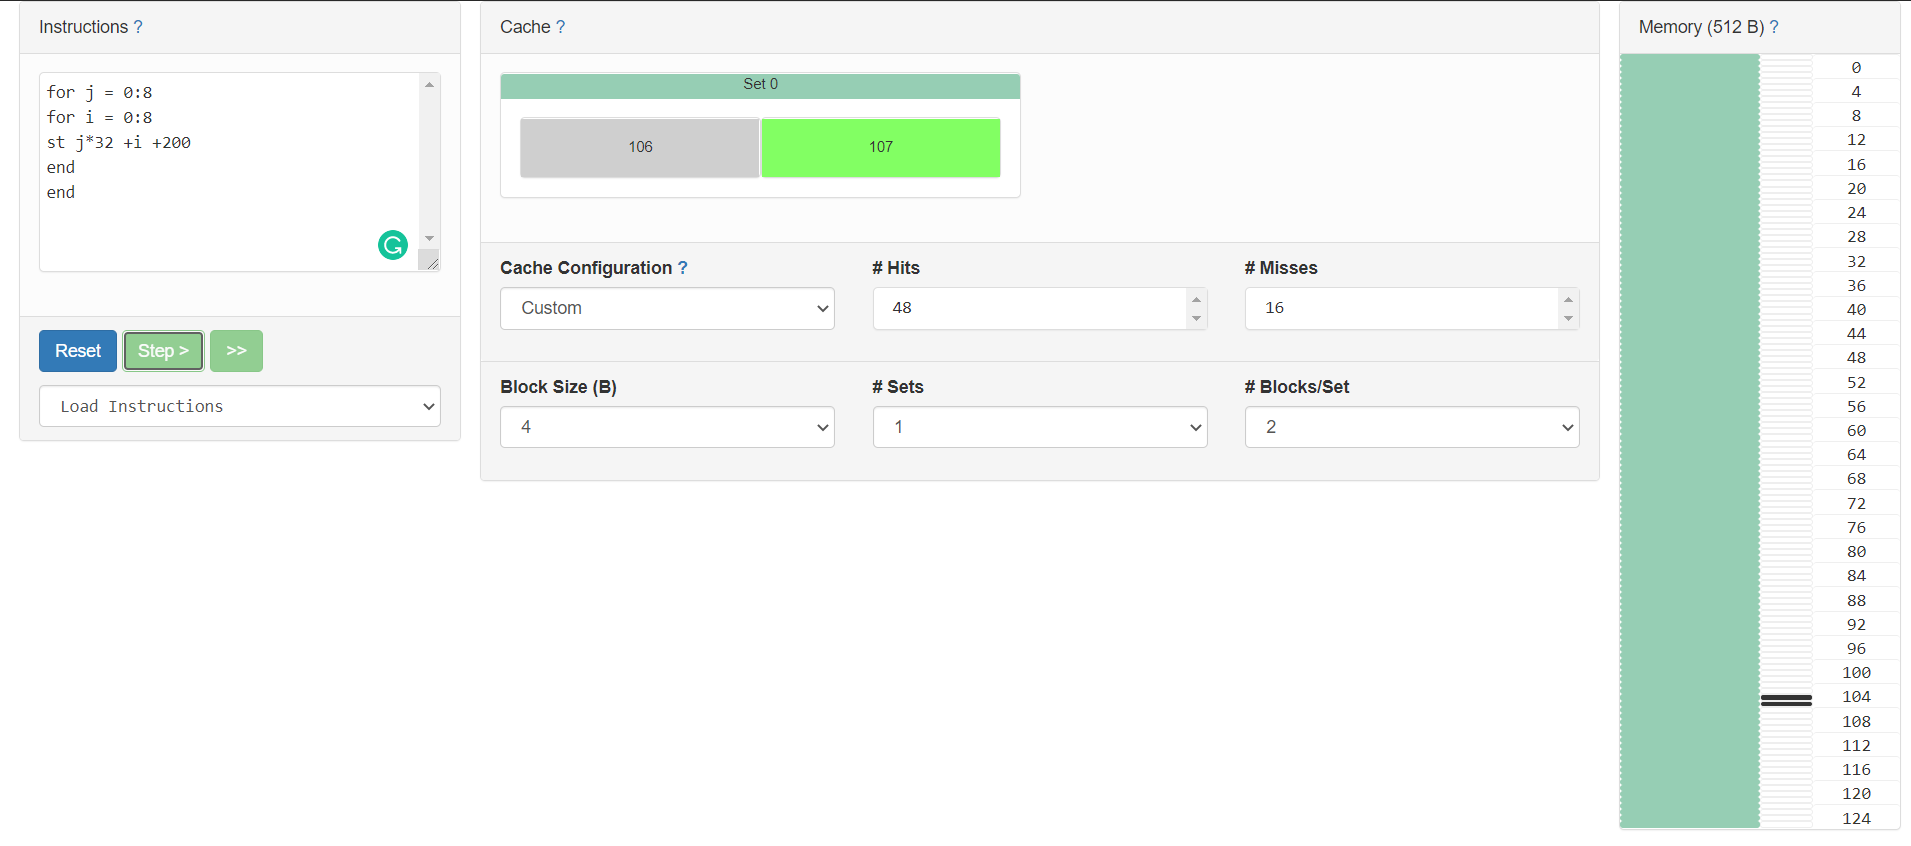 Instructions ?
for j = 0:8
for i = 0:8
st j*32 +i +200
end
end
Reset
Step >
>>
Load Instructions
Cache ?
Set 0
106
107
Cache Configuration ?
# Hits
# Misses
Custom
48
16
Block Size (B)
# Sets
# Blocks/Set
4
1
2
Memory (512 B) ?
0
4
8
12
16
20
24
28
32
36
40
44
48
52
56
60
64
68
72
76
80
84
88
92
96
100
104
108
112
116
120
124